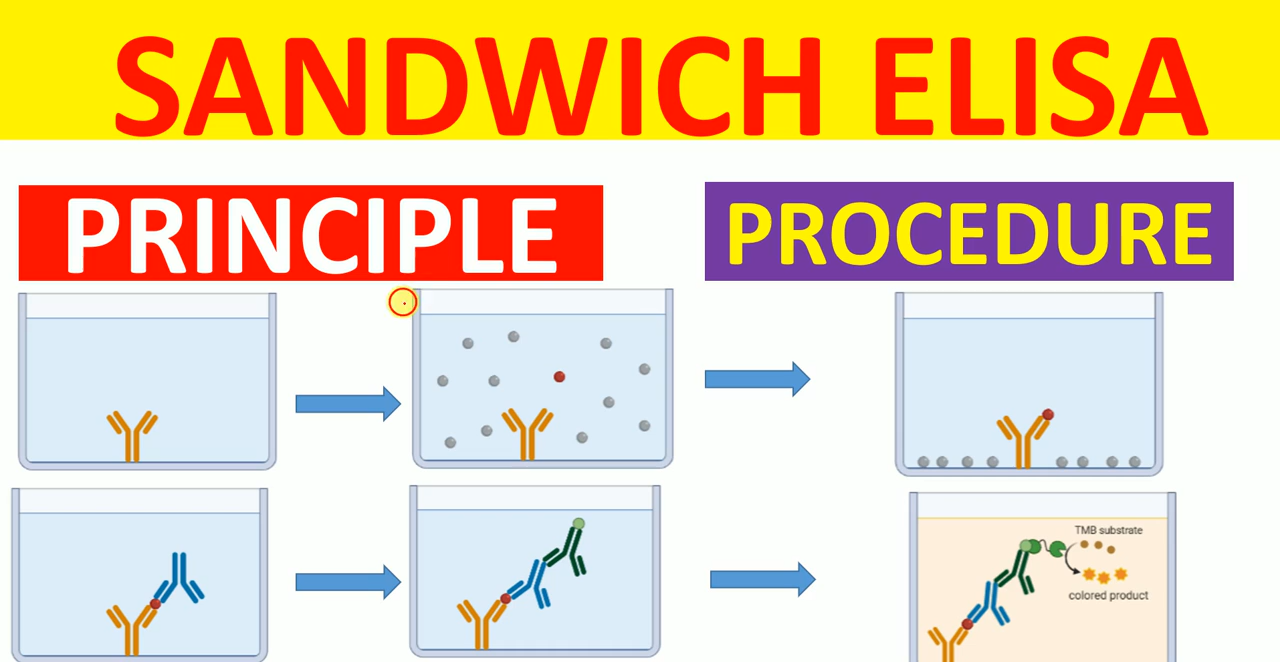 SANDWICH ELISA
PRINCIPLE
PROCEDURE
TMB substrate
colored product